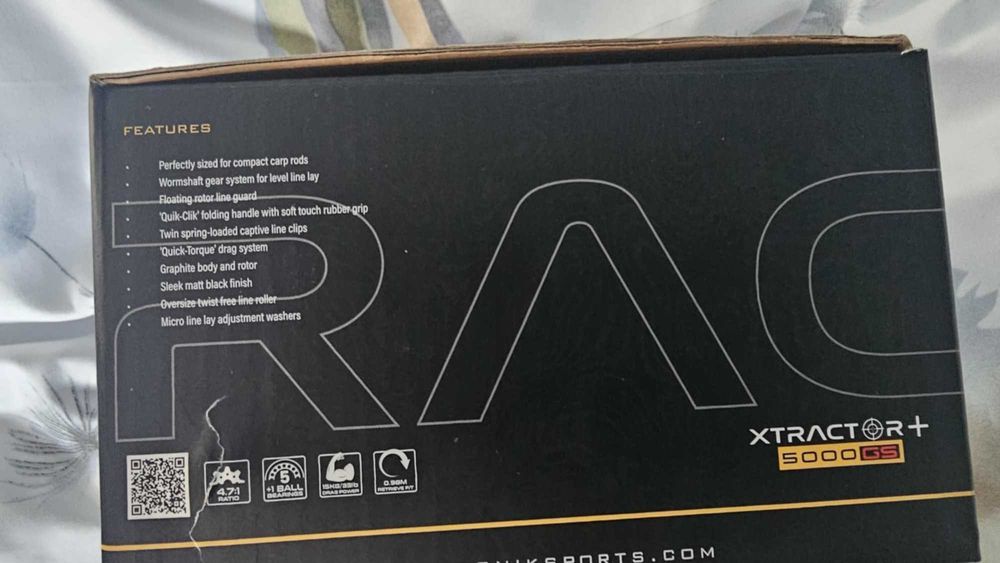 FEATURES
Perfectly sized for compact carp rods
Wormshaft gear system for level line lay
Floating rotor line guard
'Quik-Clik' folding handle with soft touch rubber grip
Twin spring-loaded captive line clips
'Quick-Torque' drag system
Graphite body and rotor
Sleek matt black finish
Oversize twist free line roller
Micro line lay adjustment washers
RAC
XTRACTOR+
5000GS
4.7:1
RATIO
5
+1 BALL
BEARINGS
15KG/33lb
DRAG POWER
0.98M
RETRIEVE RT
NIKSPORTS.COM